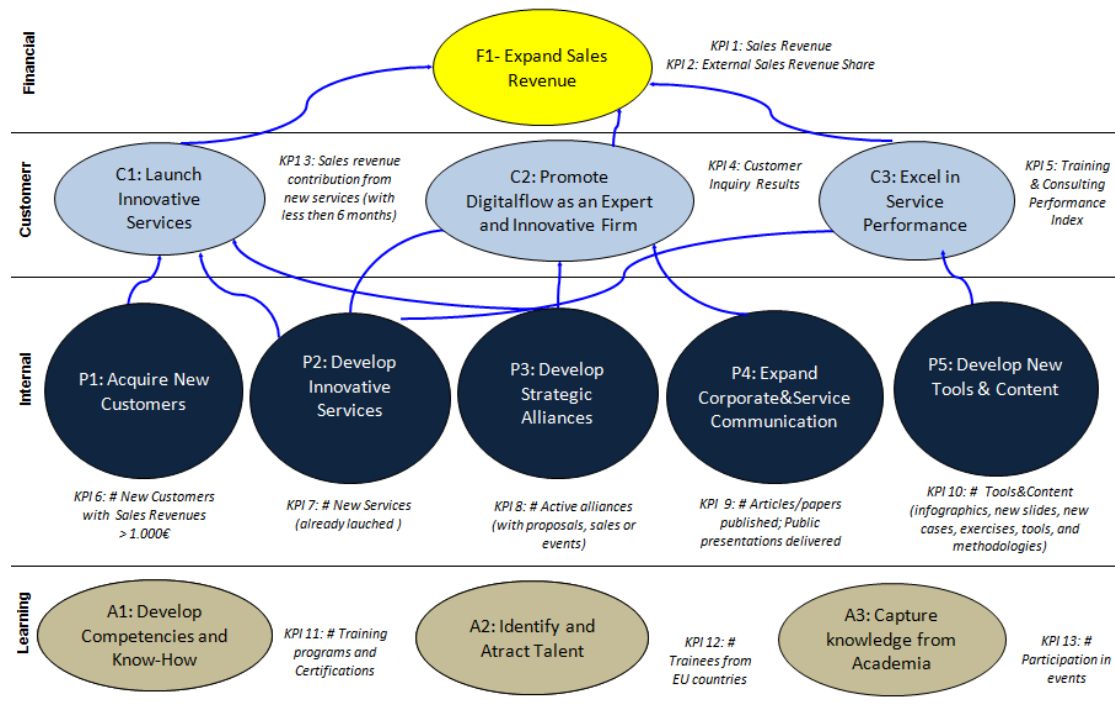 Financial
F1- Expand Sales
Revenue
KPI 1: Sales Revenue
KPI 2: External Sales Revenue Share
Customerr
C1: Launch
Innovative
Services
KP1 3: Sales revenue
contribution from
new services (with
less then 6 months)
C2: Promote
Digitalflow as an Expert
and Innovative Firm
KPI 4: Customer
Inquiry Results
C3: Excel in
Service
Performance
KPI 5: Training
& Consulting
Performance
Index
Internal
P1: Acquire New
Customers
P2: Develop
Innovative
Services
P3: Develop
Strategic
Alliances
P4: Expand
Corporate&Service
Communication
P5: Develop New
Tools & Content
KPI 6: # New Customers
with Sales Revenues
> 1.000€
KPI 7: # New Services
(already lauched )
KPI 8: # Active alliances
(with proposals, sales or
events)
KPI 9: # Articles/papers
published; Public
presentations delivered
KPI 10: # Tools&Content
(infographics, new slides, new
cases, exercises, tools, and
methodologies)
Learning
A1: Develop
Competencies and
Know-How
KPI 11: # Training
programs and
Certifications
A2: Identify and
Atract Talent
KPI 12: #
Trainees from
EU countries
A3: Capture
knowledge from
Academia
KPI 13: #
Participation in
events